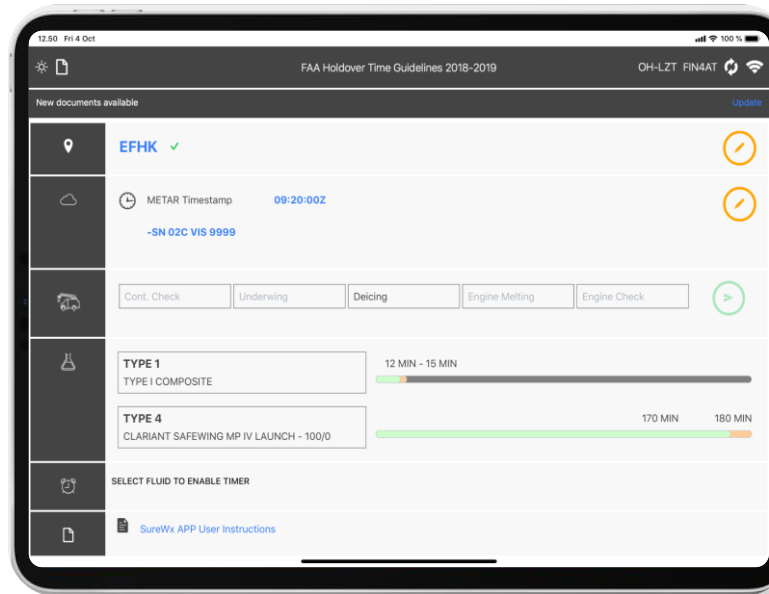 12.50 Fri 4 Oct 100 %
FAA Holdover Time Guidelines 2018-2019 OH-LZT FIN4AT
New documents available Update
EFHK
METAR Timestamp 09:20:00Z
-SN 02C VIS 9999
Cont. Check Underwing Deicing Engine Melting Engine Check
TYPE 1 12 MIN - 15 MIN
TYPE I COMPOSITE
TYPE 4 170 MIN 180 MIN
CLARIANT SAFEWING MP IV LAUNCH - 100/0
SELECT FLUID TO ENABLE TIMER
SureWx APP User Instructions